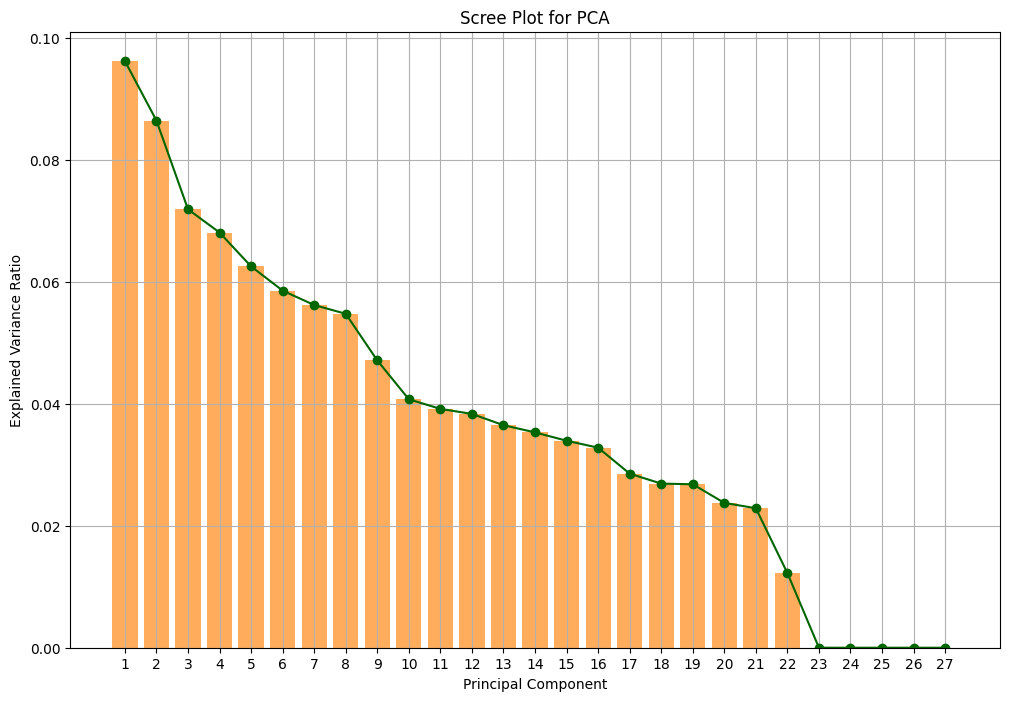 Scree Plot for PCA
Explained Variance Ratio
0.10
0.08
0.06
0.04
0.02
0.00
1 2 3 4 5 6 7 8 9 10 11 12 13 14 15 16 17 18 19 20 21 22 23 24 25 26 27
Principal Component